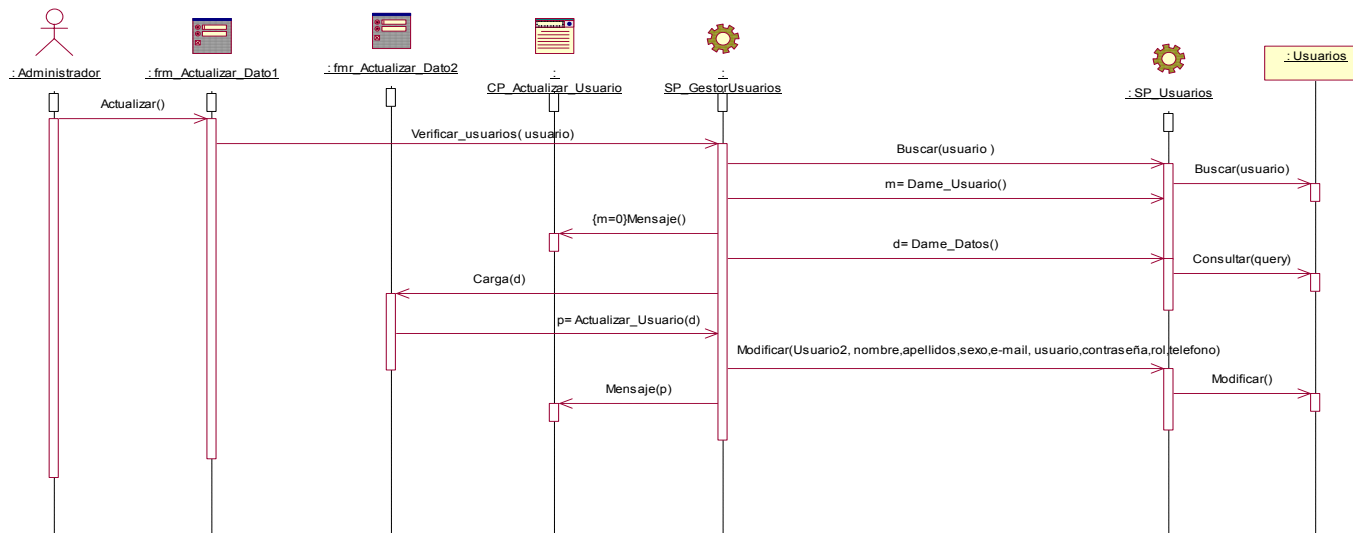 : Administrador
: frm_Actualizar_Dato1
: fmr_Actualizar_Dato2
:
CP_Actualizar_Usuario
:
SP_GestorUsuarios
: SP_Usuarios
: Usuarios
Actualizar()
Verificar_usuarios( usuario)
Buscar(usuario )
Buscar(usuario)
m= Dame_Usuario()
{m=0}Mensaje()
d= Dame_Datos()
Consultar(query)
Carga(d)
p= Actualizar_Usuario(d)
Modificar(Usuario2, nombre,apellidos,sexo,e-mail, usuario,contraseña,rol,telefono)
Modificar()
Mensaje(p)